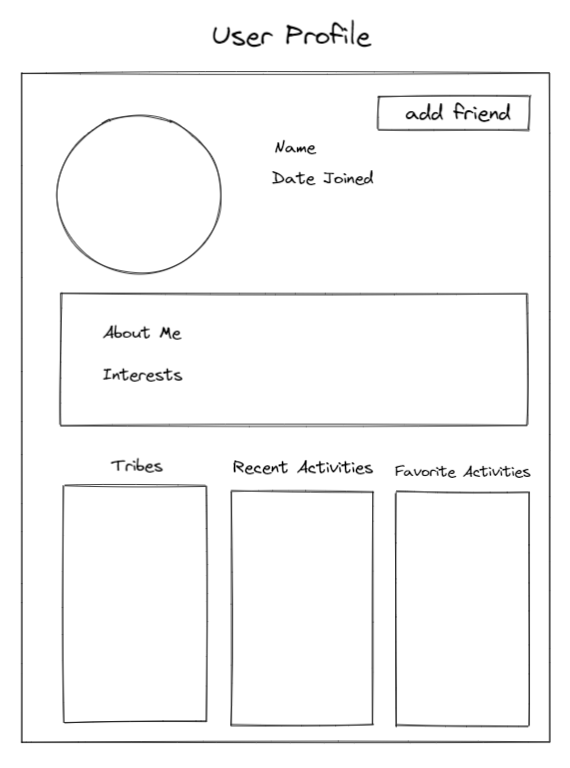 User Profile
add friend
Name
Date Joined
About Me
Interests
Tribes
Recent Activities
Favorite Activities